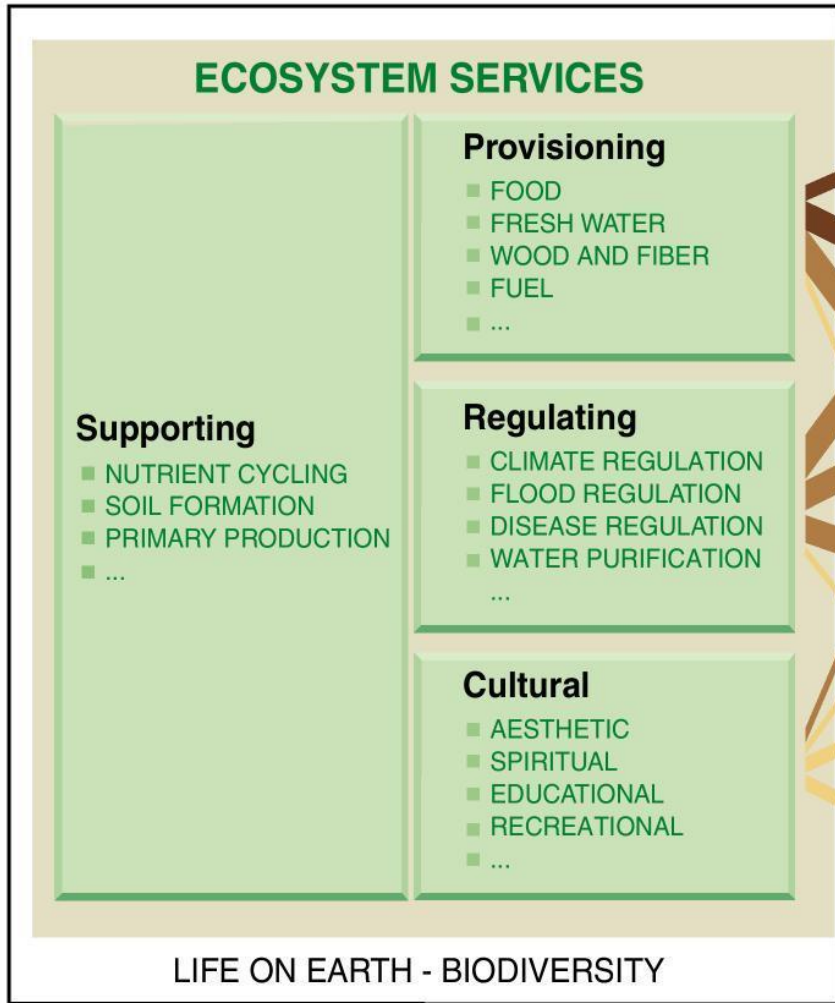 ECOSYSTEM SERVICES
Supporting
NUTRIENT CYCLING
SOIL FORMATION
PRIMARY PRODUCTION
...
Provisioning
FOOD
FRESH WATER
WOOD AND FIBER
FUEL
...
Regulating
CLIMATE REGULATION
FLOOD REGULATION
DISEASE REGULATION
WATER PURIFICATION
...
Cultural
AESTHETIC
SPIRITUAL
EDUCATIONAL
RECREATIONAL
...
LIFE ON EARTH - BIODIVERSITY